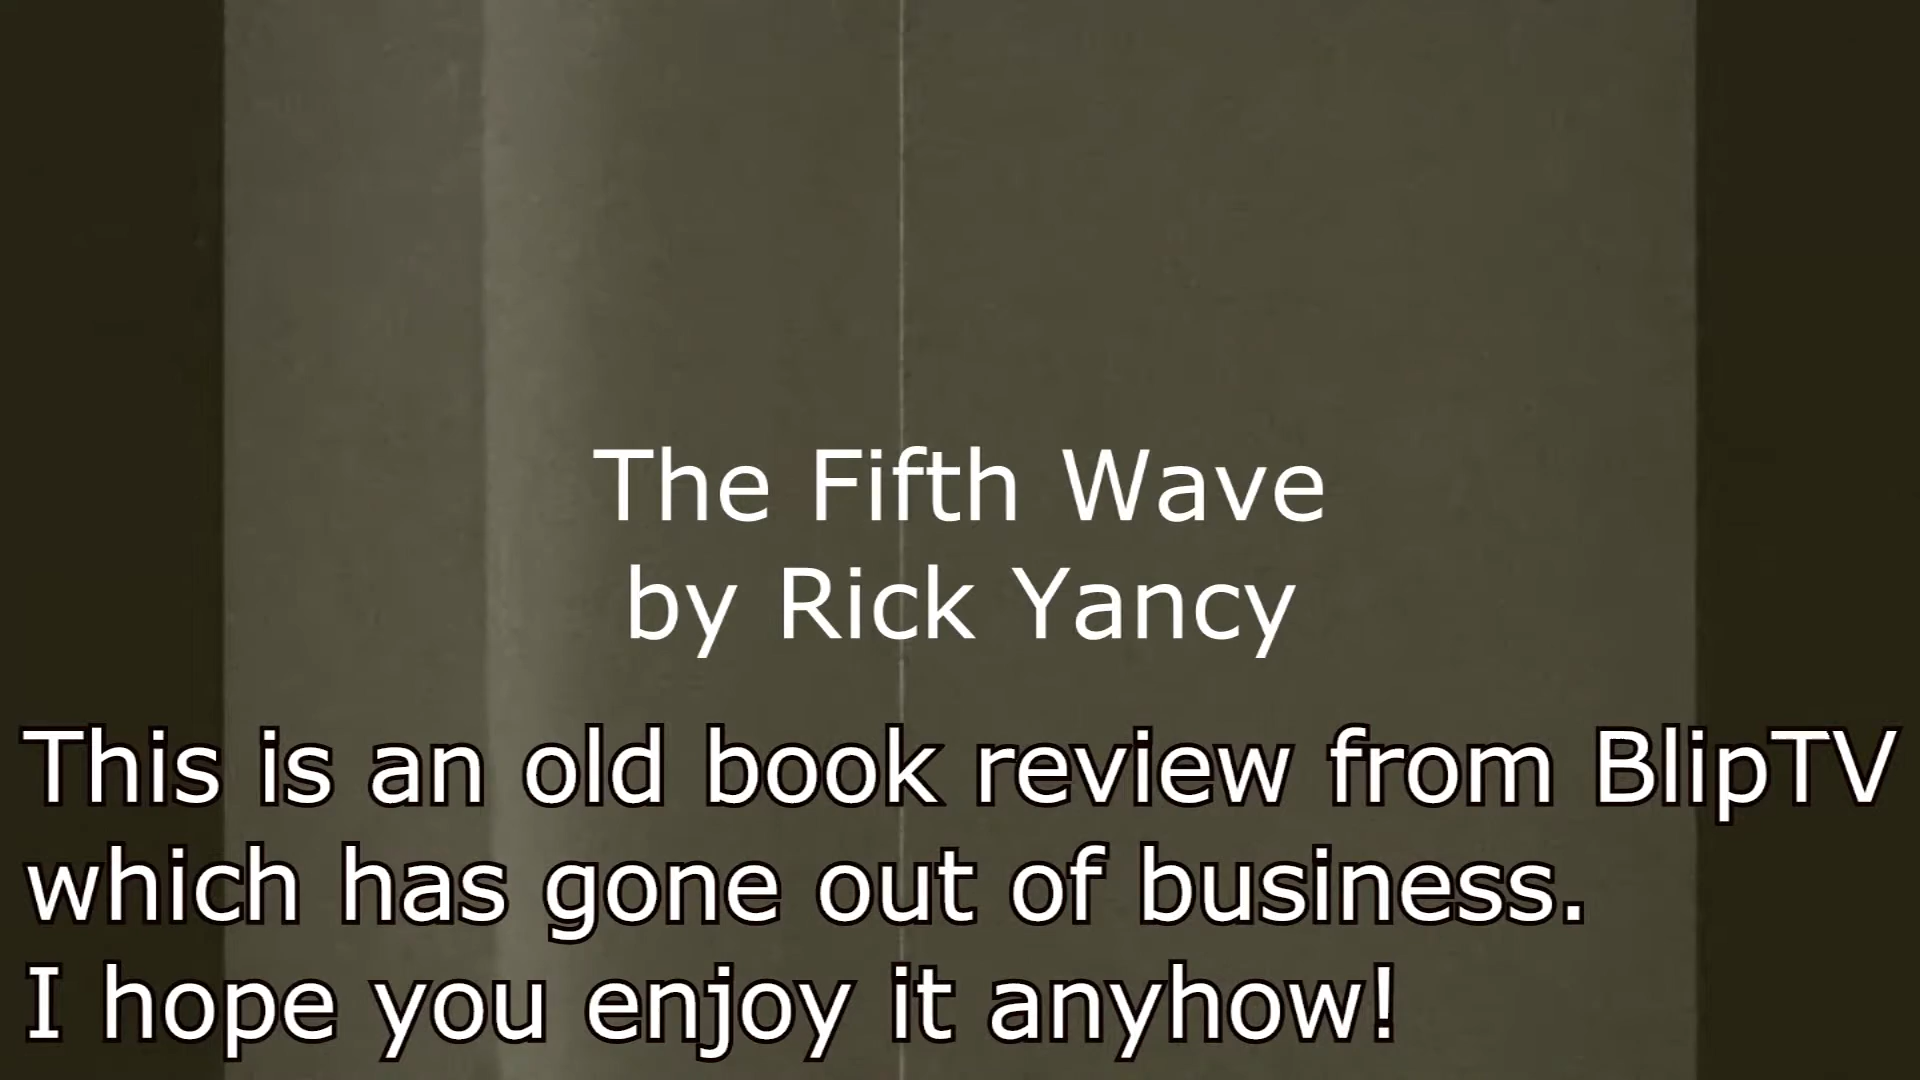 The Fifth Wave
by Rick Yancy
This is an old book review from BlipTV
which has gone out of business.
I hope you enjoy it anyhow!